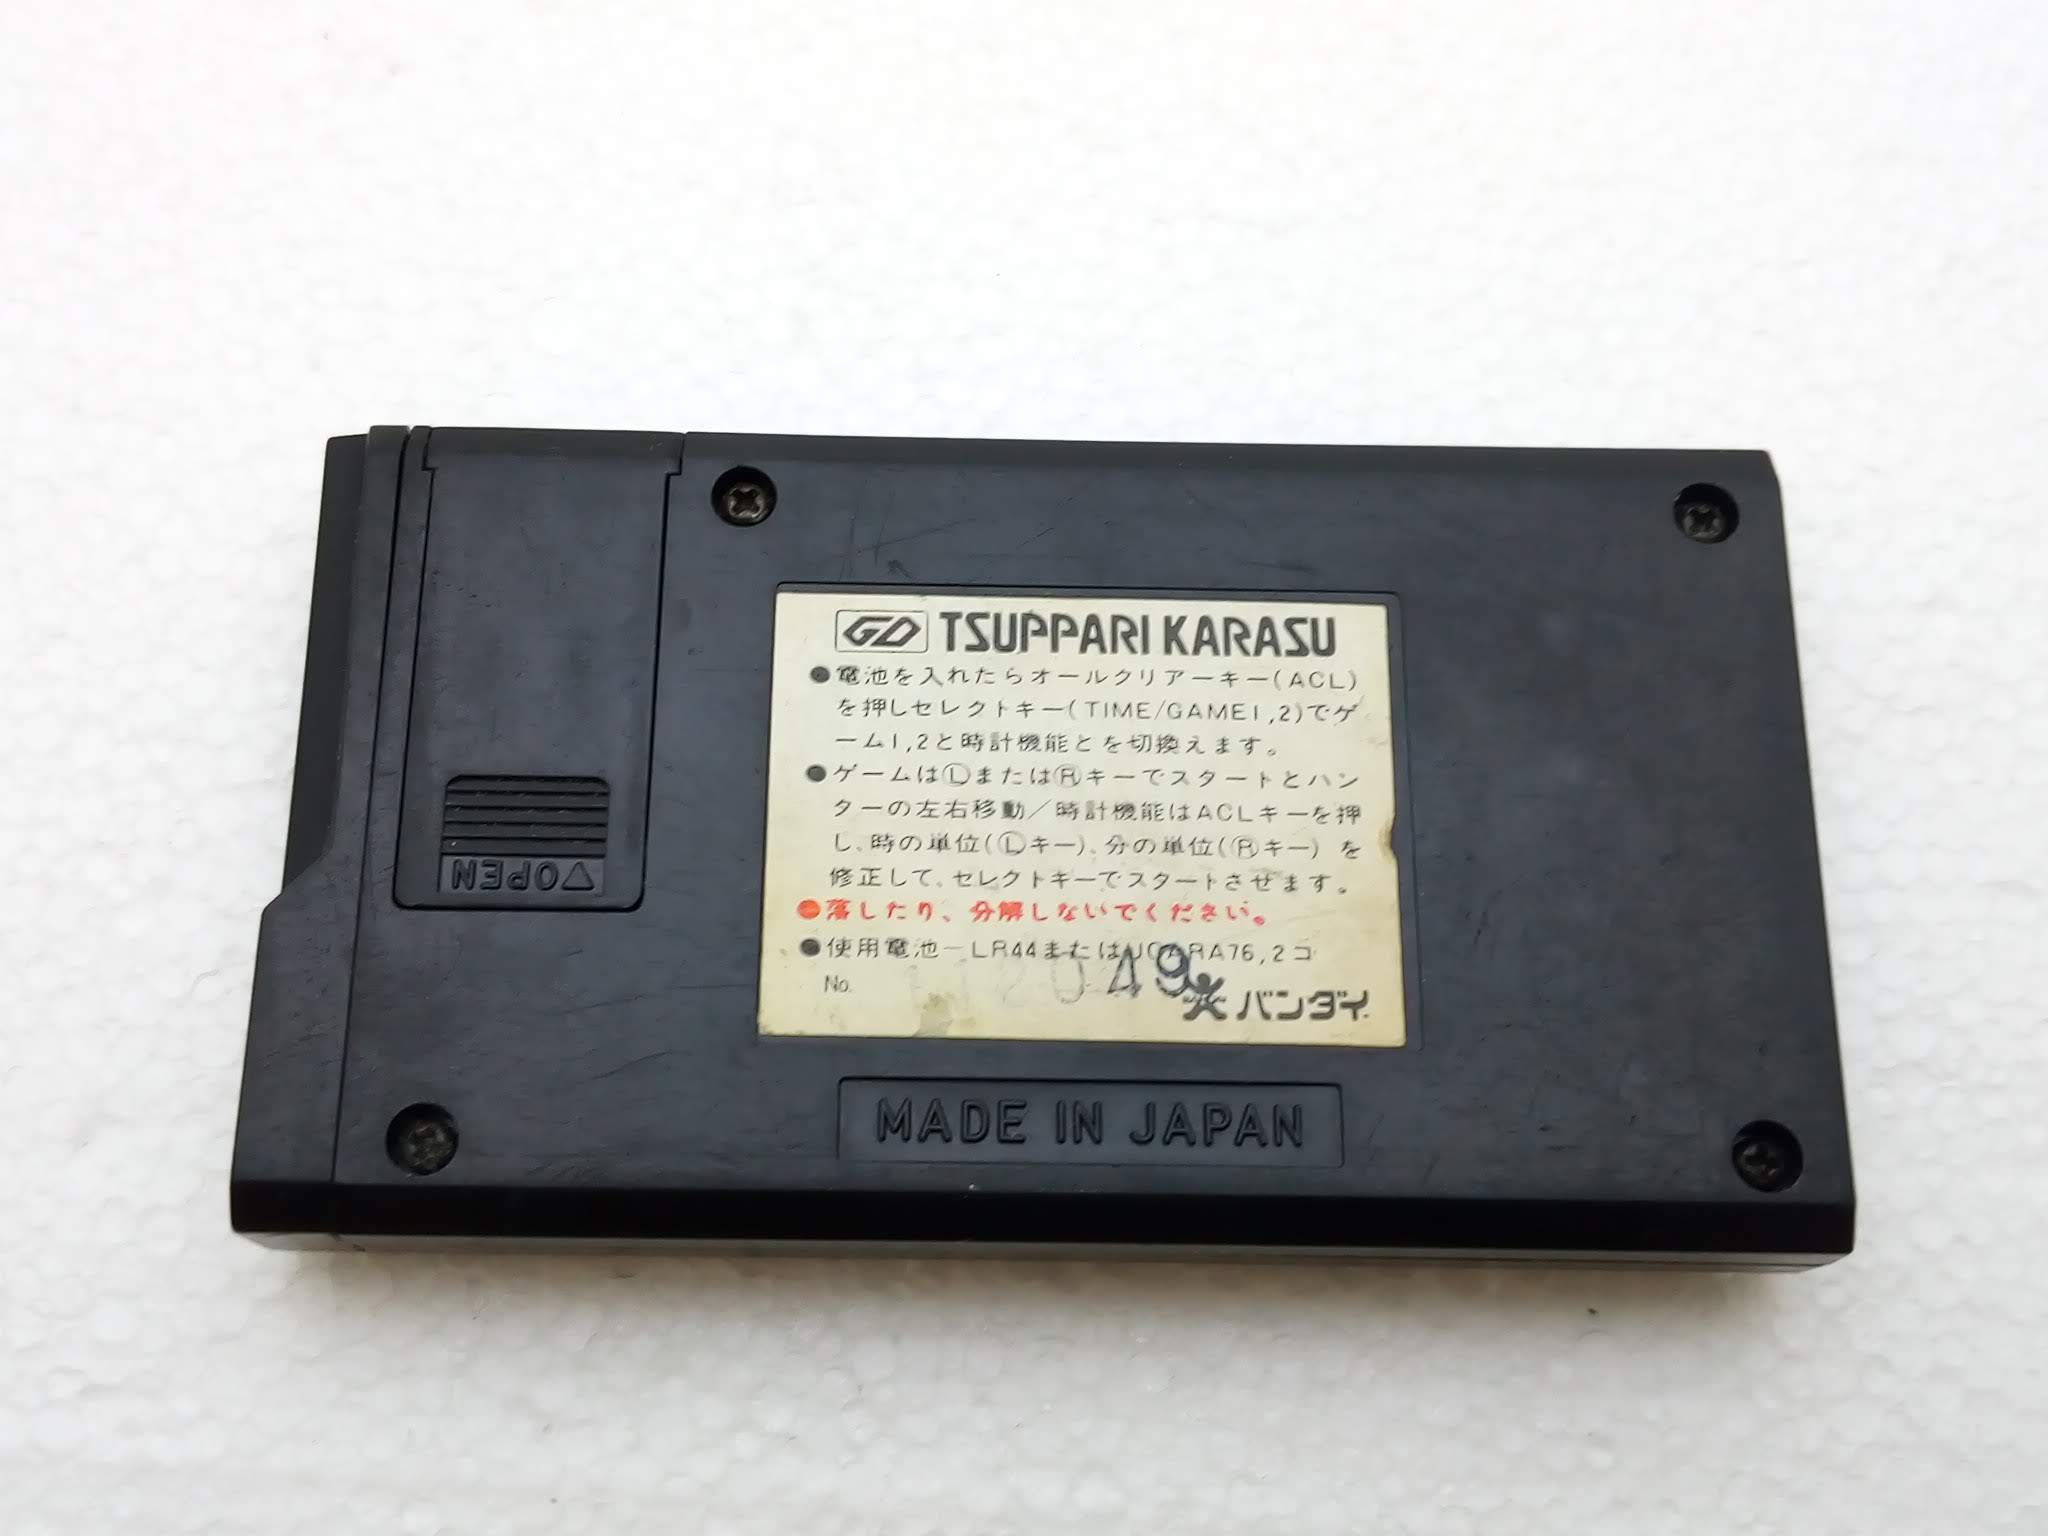 GD TSUPPARI KARASU
●電池を入れたらオールクリアーキー(ACL)
を押しセレクトキー(TIME/GAME1,2)でゲ
ーム1,2と時計機能とを切換えます。
●ゲームはⓁまたはⓇキーでスタートとハン
ターの左右移動/時計機能はACLキーを押
し、時の単位(Ⓛキー)、分の単位(Ⓡキー)を
修正して、セレクトキーでスタートさせます。
●落したり、分解しないでください。
●使用電池－LR44または RA76,2コ
No. 49
バンダイ
MADE IN JAPAN
▽OPEN